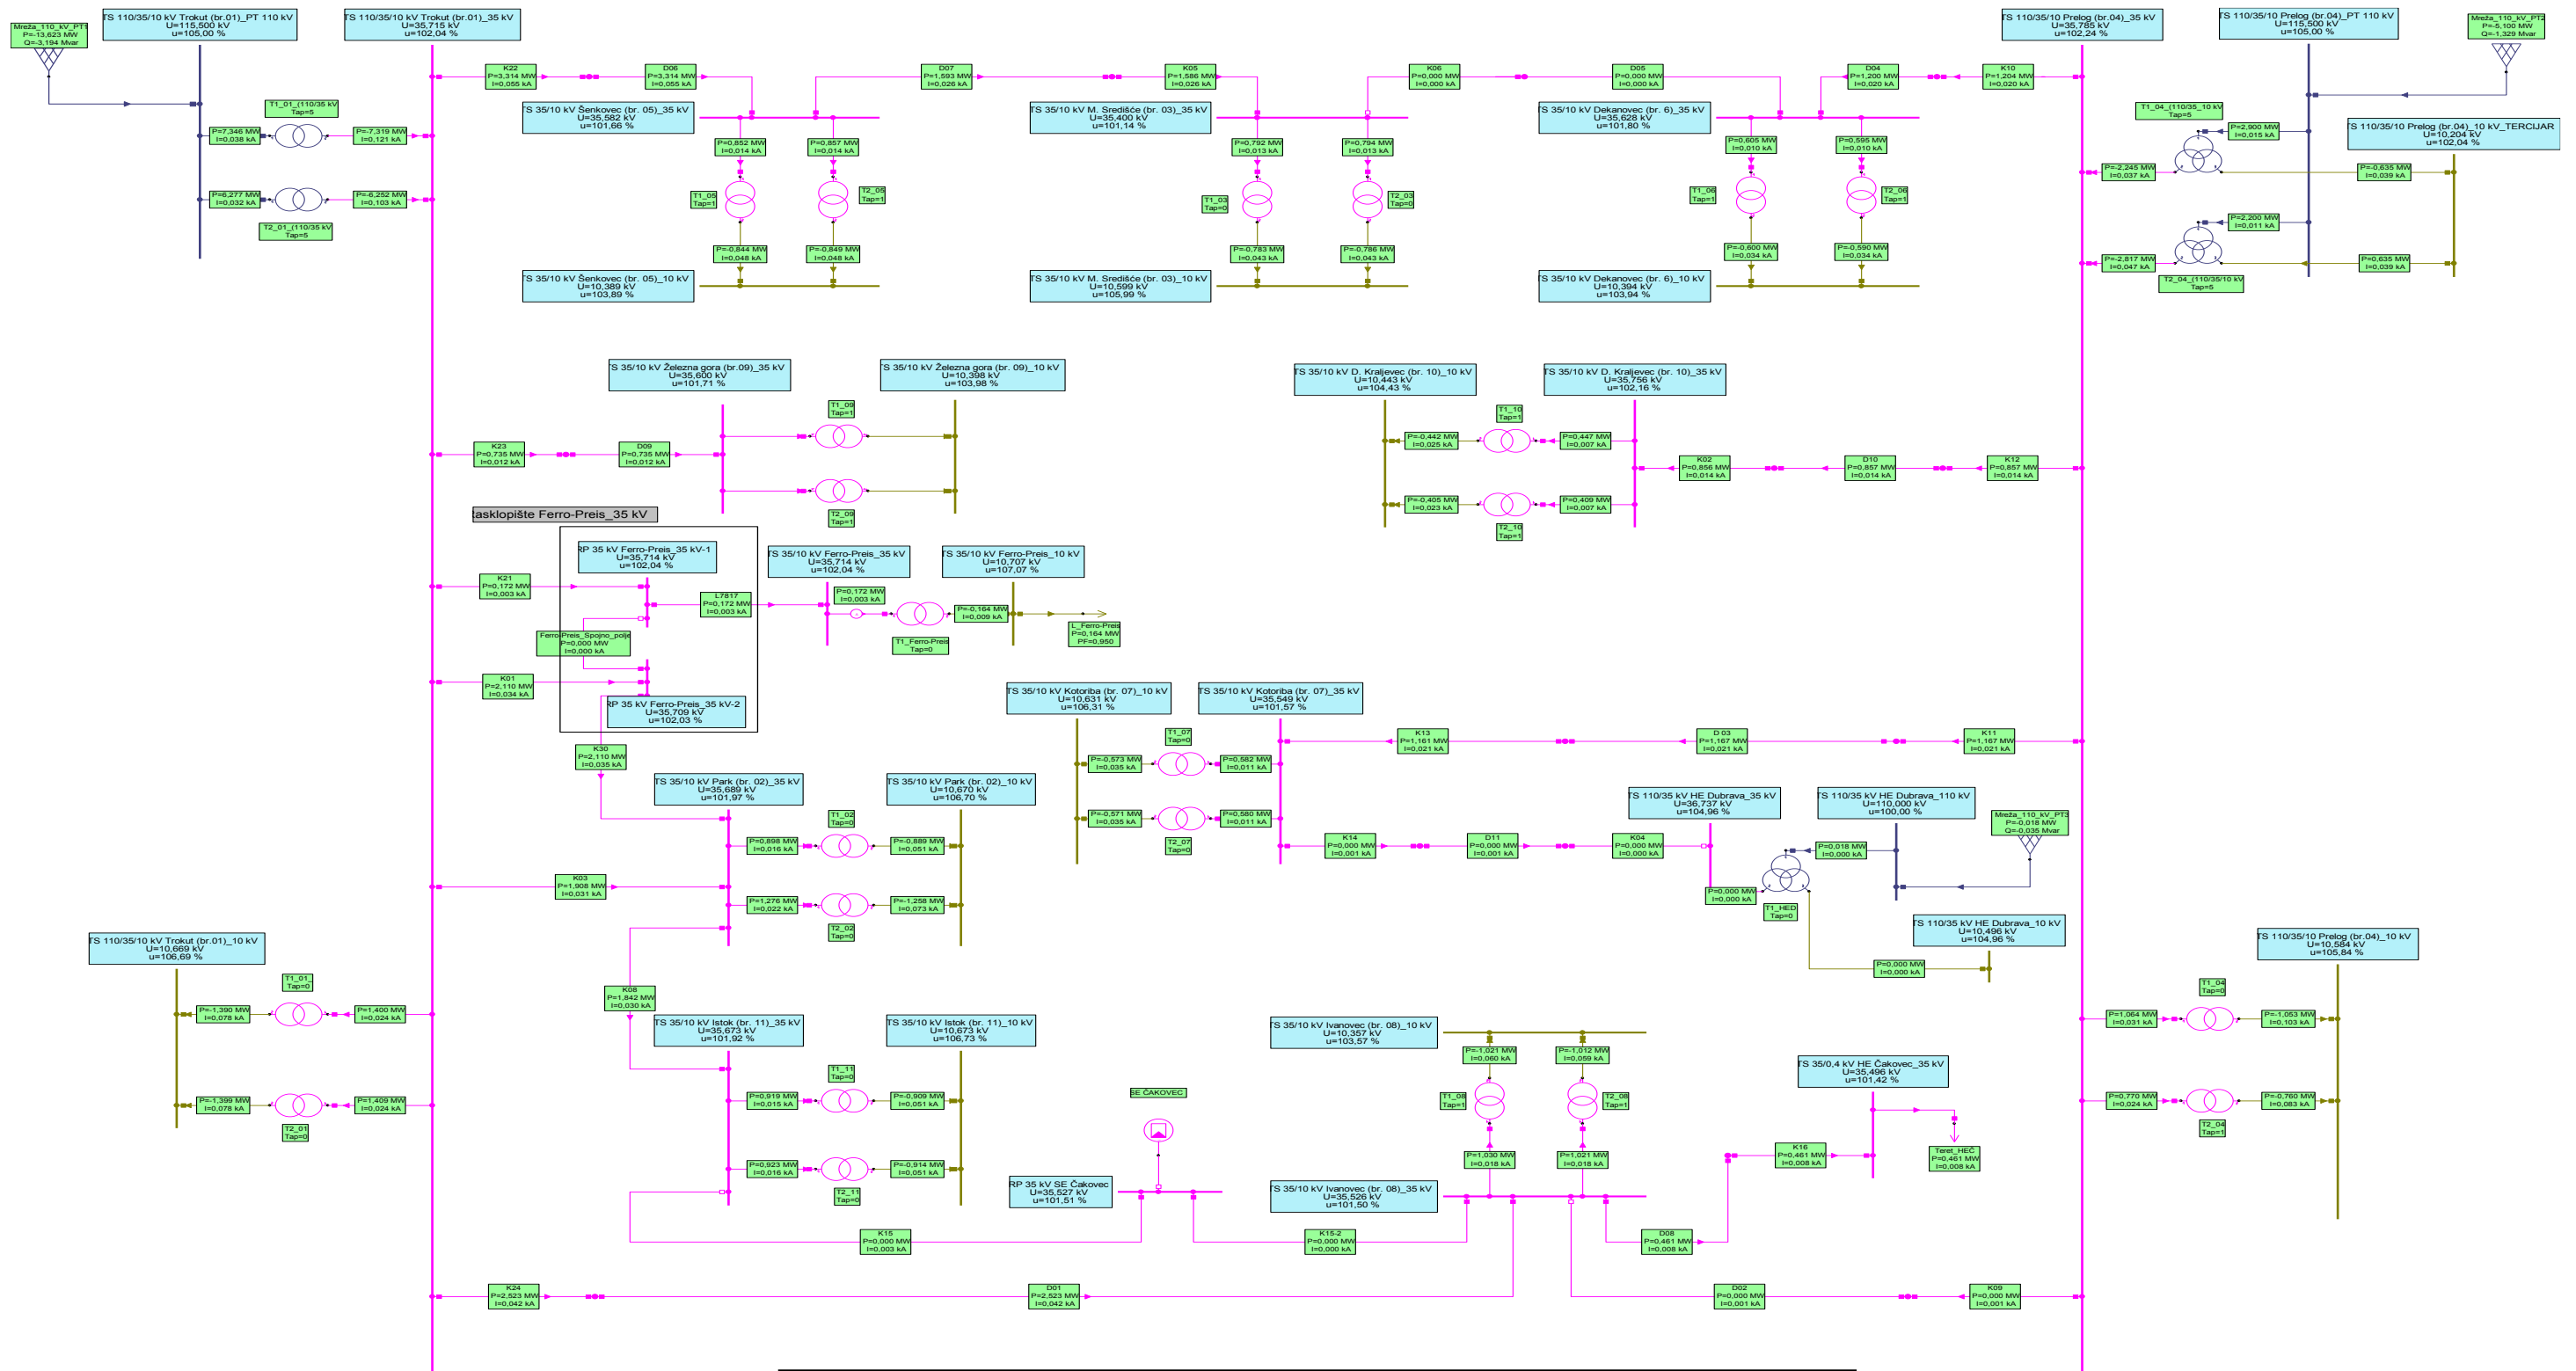 Mreža_110_kV_PT1
P=-13,623 MW
Q=-3,194 Mvar
TS 110/35/10 kV Trokut (br.01)_PT 110 kV
U=115,500 kV
u=105,00 %
TS 110/35/10 kV Trokut (br.01)_35 kV
U=35,715 kV
u=102,04 %
TS 110/35/10 Prelog (br.04)_35 kV
U=35,785 kV
u=102,24 %
TS 110/35/10 Prelog (br.04)_PT 110 kV
U=115,500 kV
u=105,00 %
Mreža_110_kV_PT2
P=-5,100 MW
Q=-1,329 Mvar
K22
P=3,314 MW
I=0,055 kA
D06
P=3,314 MW
I=0,055 kA
D07
P=1,593 MW
I=0,026 kA
K05
P=1,586 MW
I=0,026 kA
K06
P=0,000 MW
I=0,000 kA
D05
P=0,000 MW
I=0,000 kA
D04
P=1,200 MW
I=0,020 kA
K10
P=1,204 MW
I=0,020 kA
T1_01_(110/35 kV
Tap=5
P=7,346 MW
I=0,038 kA
P=-7,319 MW
I=0,121 kA
P=6,277 MW
I=0,032 kA
P=-6,252 MW
I=0,103 kA
T2_01_(110/35 kV
Tap=5
TS 35/10 kV Šenkovec (br. 05)_35 kV
U=35,582 kV
u=101,66 %
P=0,852 MW
I=0,014 kA
P=0,857 MW
I=0,014 kA
T1_05
Tap=1
T2_05
Tap=1
P=-0,844 MW
I=0,048 kA
P=-0,849 MW
I=0,048 kA
TS 35/10 kV Šenkovec (br. 05)_10 kV
U=10,389 kV
u=103,89 %
TS 35/10 kV M. Središće (br. 03)_35 kV
U=35,400 kV
u=101,14 %
P=0,792 MW
I=0,013 kA
P=0,794 MW
I=0,013 kA
T1_03
Tap=0
T2_03
Tap=0
P=-0,783 MW
I=0,043 kA
P=-0,786 MW
I=0,043 kA
TS 35/10 kV M. Središće (br. 03)_10 kV
U=10,599 kV
u=105,99 %
TS 35/10 kV Dekanovec (br. 6)_35 kV
U=35,628 kV
u=101,80 %
P=0,605 MW
I=0,010 kA
P=0,595 MW
I=0,010 kA
T1_06
Tap=1
T2_06
Tap=1
P=-0,600 MW
I=0,034 kA
P=-0,590 MW
I=0,034 kA
TS 35/10 kV Dekanovec (br. 6)_10 kV
U=10,394 kV
u=103,94 %
T1_04_(110/35_10 kV
Tap=5
P=2,900 MW
I=0,015 kA
TS 110/35/10 Prelog (br.04)_10 kV_TERCIJAR
U=10,204 kV
u=102,04 %
P=-2,245 MW
I=0,037 kA
P=-0,635 MW
I=0,039 kA
P=2,200 MW
I=0,011 kA
P=-2,817 MW
I=0,047 kA
P=0,635 MW
I=0,039 kA
T2_04_(110/35/10 kV
Tap=5
TS 35/10 kV Železna gora (br.09)_35 kV
U=35,600 kV
u=101,71 %
TS 35/10 kV Železna gora (br. 09)_10 kV
U=10,398 kV
u=103,98 %
T1_09
Tap=1
K23
P=0,735 MW
I=0,012 kA
D09
P=0,735 MW
I=0,012 kA
T2_09
Tap=1
TS 35/10 kV D. Kraljevec (br. 10)_10 kV
U=10,443 kV
u=104,43 %
TS 35/10 kV D. Kraljevec (br. 10)_35 kV
U=35,756 kV
u=102,16 %
T1_10
Tap=1
P=-0,442 MW
I=0,025 kA
P=0,447 MW
I=0,007 kA
K02
P=0,856 MW
I=0,014 kA
D10
P=0,857 MW
I=0,014 kA
K12
P=0,857 MW
I=0,014 kA
P=-0,405 MW
I=0,023 kA
P=0,409 MW
I=0,007 kA
T2_10
Tap=1
Rasklopište Ferro-Preis_35 kV
RP 35 kV Ferro-Preis_35 kV-1
U=35,714 kV
u=102,04 %
K21
P=0,172 MW
I=0,003 kA
L7817
P=0,172 MW
I=0,003 kA
TS 35/10 kV Ferro-Preis_35 kV
U=35,714 kV
u=102,04 %
P=0,172 MW
I=0,003 kA
TS 35/10 kV Ferro-Preis_10 kV
U=10,707 kV
u=107,07 %
P=-0,164 MW
I=0,009 kA
T1_Ferro-Preis
Tap=0
L_Ferro-Preis
P=0,164 MW
PF=0,950
Ferro-Preis_Spojno_polje
P=0,000 MW
I=0,000 kA
K01
P=2,110 MW
I=0,034 kA
RP 35 kV Ferro-Preis_35 kV-2
U=35,709 kV
u=102,03 %
K30
P=2,110 MW
I=0,035 kA
TS 35/10 kV Kotoriba (br. 07)_10 kV
U=10,631 kV
u=106,31 %
TS 35/10 kV Kotoriba (br. 07)_35 kV
U=35,549 kV
u=101,57 %
T1_07
Tap=0
P=-0,573 MW
I=0,035 kA
P=0,582 MW
I=0,011 kA
K13
P=1,161 MW
I=0,021 kA
D 03
P=1,167 MW
I=0,021 kA
K11
P=1,167 MW
I=0,021 kA
P=-0,571 MW
I=0,035 kA
P=0,580 MW
I=0,011 kA
T2_07
Tap=0
K14
P=0,000 MW
I=0,001 kA
D11
P=0,000 MW
I=0,001 kA
K04
P=0,000 MW
I=0,000 kA
TS 110/35 kV HE Dubrava_35 kV
U=36,737 kV
u=104,96 %
TS 110/35 kV HE Dubrava_110 kV
U=110,000 kV
u=100,00 %
Mreža_110_kV_PT3
P=-0,018 MW
Q=-0,035 Mvar
P=0,018 MW
I=0,000 kA
P=0,000 MW
I=0,000 kA
T1_HED
Tap=0
TS 110/35 kV HE Dubrava_10 kV
U=10,496 kV
u=104,96 %
P=0,000 MW
I=0,000 kA
TS 35/10 kV Park (br. 02)_35 kV
U=35,689 kV
u=101,97 %
TS 35/10 kV Park (br. 02)_10 kV
U=10,670 kV
u=106,70 %
T1_02
Tap=0
P=0,898 MW
I=0,016 kA
P=-0,889 MW
I=0,051 kA
K03
P=1,908 MW
I=0,031 kA
P=1,276 MW
I=0,022 kA
P=-1,258 MW
I=0,073 kA
T2_02
Tap=0
TS 110/35/10 kV Trokut (br.01)_10 kV
U=10,669 kV
u=106,69 %
T1_01
Tap=0
P=-1,390 MW
I=0,078 kA
P=1,400 MW
I=0,024 kA
P=-1,399 MW
I=0,078 kA
P=1,409 MW
I=0,024 kA
T2_01
Tap=0
K08
P=1,842 MW
I=0,030 kA
TS 35/10 kV Istok (br. 11)_35 kV
U=35,673 kV
u=101,92 %
TS 35/10 kV Istok (br. 11)_10 kV
U=10,673 kV
u=106,73 %
T1_11
Tap=0
P=0,919 MW
I=0,015 kA
P=-0,909 MW
I=0,051 kA
P=0,923 MW
I=0,016 kA
P=-0,914 MW
I=0,051 kA
T2_11
Tap=0
SE ČAKOVEC
RP 35 kV SE Čakovec
U=35,527 kV
u=101,51 %
TS 35/10 kV Ivanovec (br. 08)_10 kV
U=10,357 kV
u=103,57 %
P=-1,021 MW
I=0,060 kA
P=-1,012 MW
I=0,059 kA
T1_08
Tap=1
T2_08
Tap=1
P=1,030 MW
I=0,018 kA
P=1,021 MW
I=0,018 kA
TS 35/10 kV Ivanovec (br. 08)_35 kV
U=35,526 kV
u=101,50 %
TS 35/0,4 kV HE Čakovec_35 kV
U=35,496 kV
u=101,42 %
K16
P=0,461 MW
I=0,008 kA
Teret_HEČ
P=0,461 MW
I=0,008 kA
TS 110/35/10 Prelog (br.04)_10 kV
U=10,584 kV
u=105,84 %
T1_04
Tap=0
P=1,064 MW
I=0,031 kA
P=-1,053 MW
I=0,103 kA
P=0,770 MW
I=0,024 kA
P=-0,760 MW
I=0,083 kA
T2_04
Tap=1
K15
P=0,000 MW
I=0,003 kA
K15-2
P=0,000 MW
I=0,000 kA
D08
P=0,461 MW
I=0,008 kA
K24
P=2,523 MW
I=0,042 kA
D01
P=2,523 MW
I=0,042 kA
D02
P=0,000 MW
I=0,001 kA
K09
P=0,000 MW
I=0,001 kA